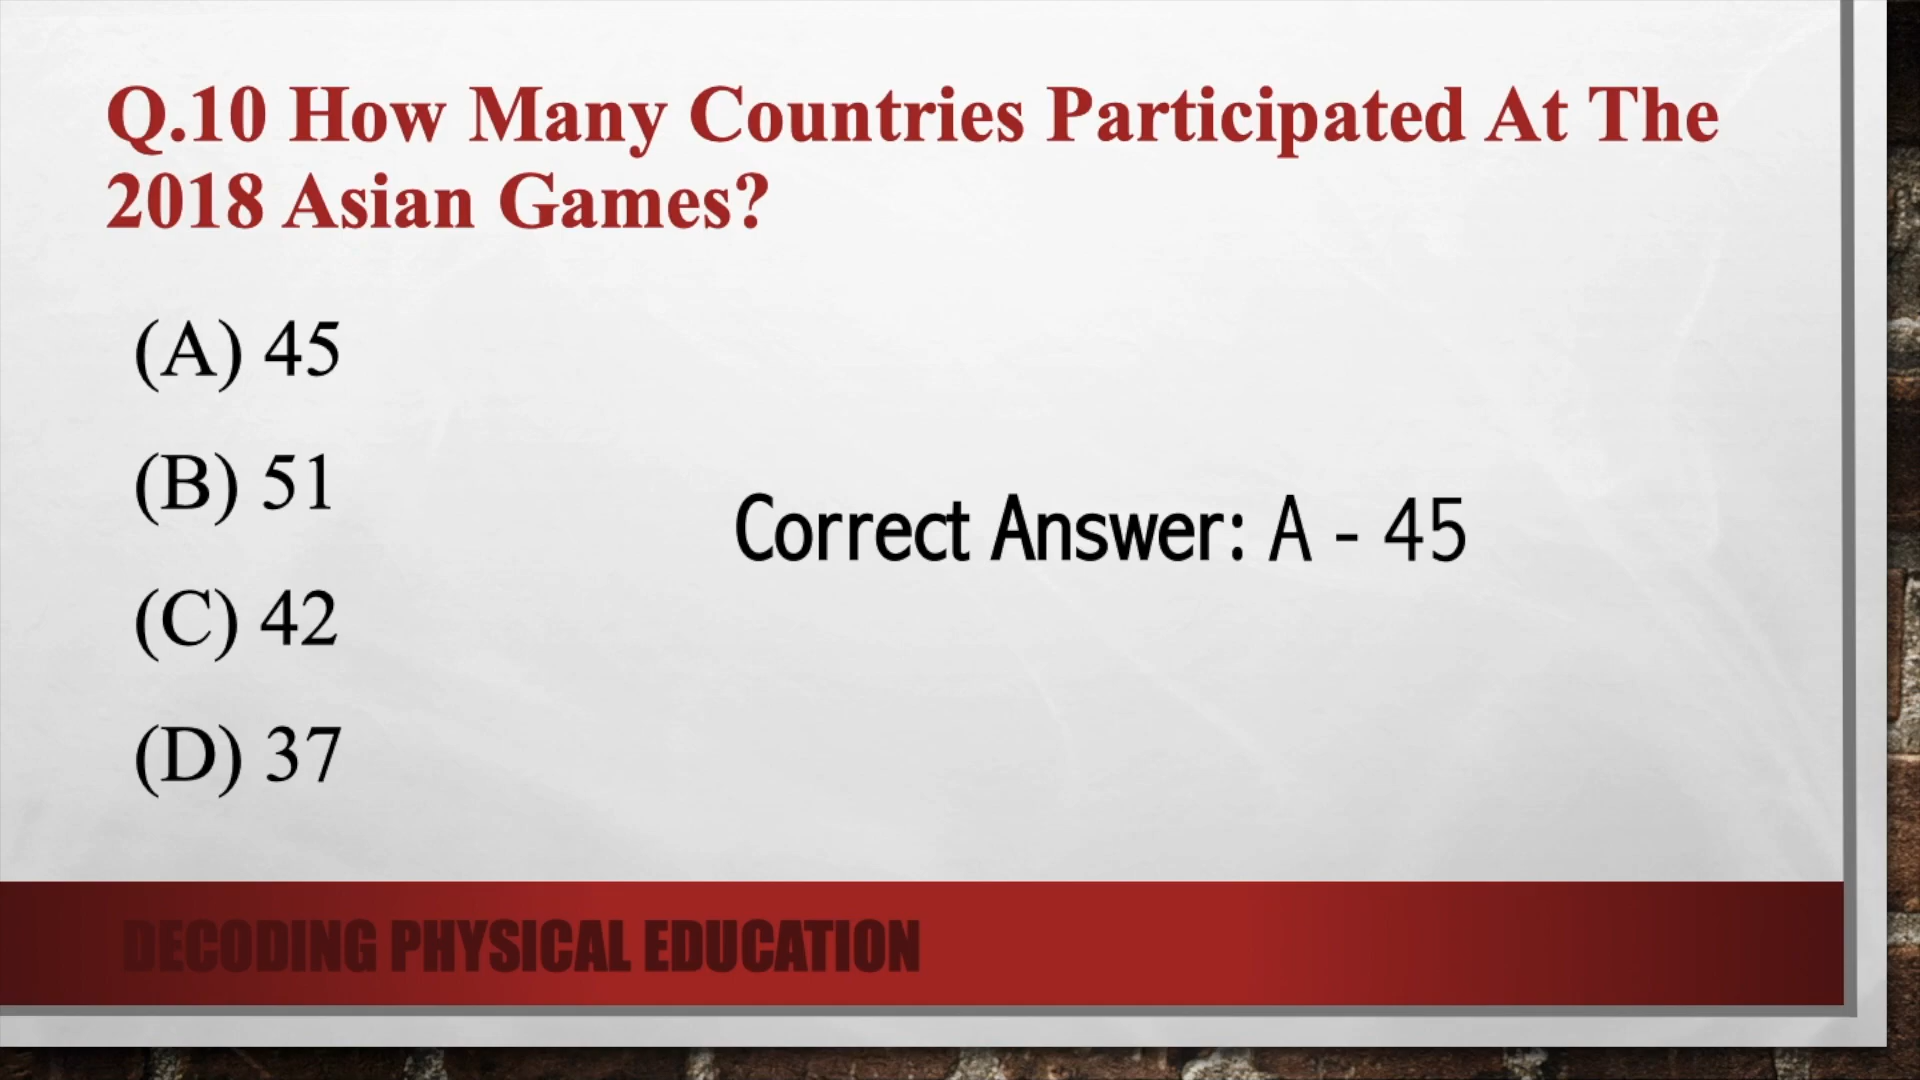 Q.10 How Many Countries Participated At The
2018 Asian Games?
(A) 45
(B) 51
(C) 42
(D) 37
Correct Answer: A - 45
DECODING PHYSICAL EDUCATION